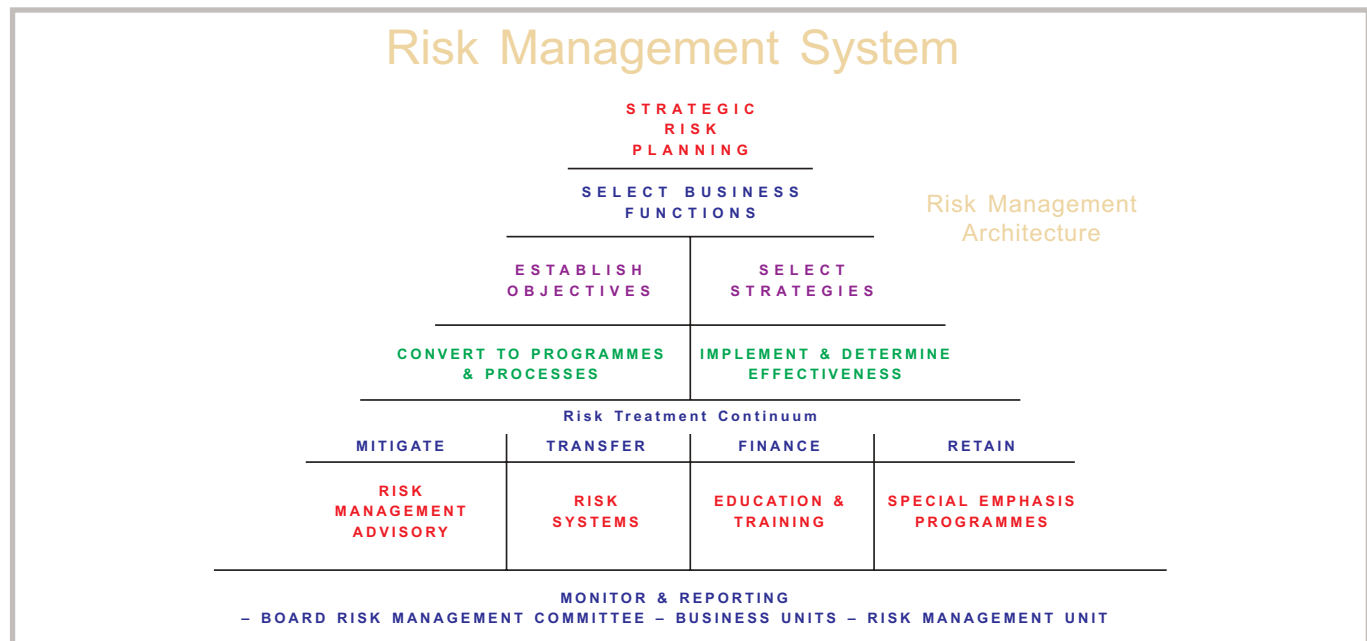 Risk Management System
STRATEGIC
RISK
PLANNING
SELECT BUSINESS
FUNCTIONS
Risk Management
Architecture
ESTABLISH
OBJECTIVES
SELECT
STRATEGIES
CONVERT TO PROGRAMMES
& PROCESSES
IMPLEMENT & DETERMINE
EFFECTIVENESS
Risk Treatment Continuum
MITIGATE
TRANSFER
FINANCE
RETAIN
RISK
MANAGEMENT
ADVISORY
RISK
SYSTEMS
EDUCATION &
TRAINING
SPECIAL EMPHASIS
PROGRAMMES
MONITOR & REPORTING
– BOARD RISK MANAGEMENT COMMITTEE – BUSINESS UNITS – RISK MANAGEMENT UNIT